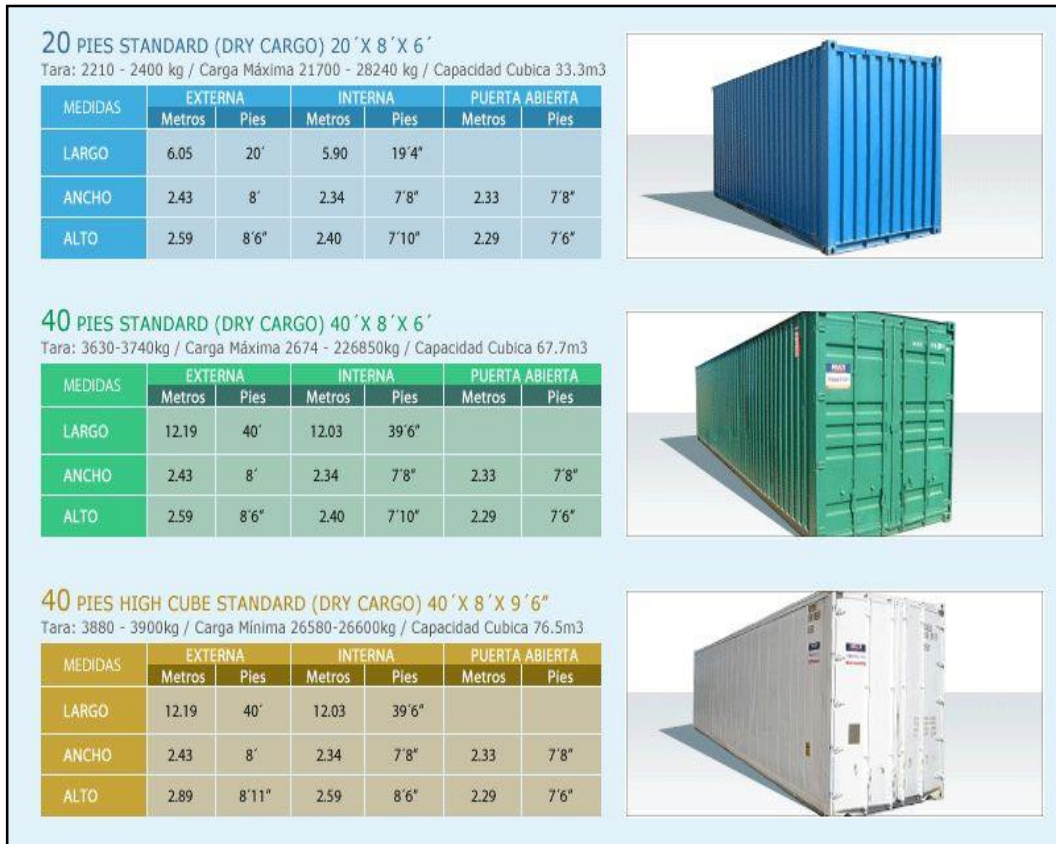 20 PIES STANDARD (DRY CARGO) 20´X 8´X 6´
Tara: 2210 - 2400 kg / Carga Máxima 21700 - 28240 kg / Capacidad Cubica 33.3m3
MEDIDAS EXTERNA INTERNA PUERTA ABIERTA
Metros Pies Metros Pies Metros Pies
LARGO 6.05 20´ 5.90 19´4"
ANCHO 2.43 8´ 2.34 7´8" 2.33 7´8"
ALTO 2.59 8´6" 2.40 7´10" 2.29 7´6"
40 PIES STANDARD (DRY CARGO) 40´X 8´X 6´
Tara: 3630-3740kg / Carga Máxima 2674 - 226850kg / Capacidad Cubica 67.7m3
MEDIDAS EXTERNA INTERNA PUERTA ABIERTA
Metros Pies Metros Pies Metros Pies
LARGO 12.19 40´ 12.03 39´6"
ANCHO 2.43 8´ 2.34 7´8" 2.33 7´8"
ALTO 2.59 8´6" 2.40 7´10" 2.29 7´6"
40 PIES HIGH CUBE STANDARD (DRY CARGO) 40´X 8´X 9´6"
Tara: 3880 - 3900kg / Carga Mínima 26580-26600kg / Capacidad Cubica 76.5m3
MEDIDAS EXTERNA INTERNA PUERTA ABIERTA
Metros Pies Metros Pies Metros Pies
LARGO 12.19 40´ 12.03 39´6"
ANCHO 2.43 8´ 2.34 7´8" 2.33 7´8"
ALTO 2.89 8´11" 2.59 8´6" 2.29 7´6"